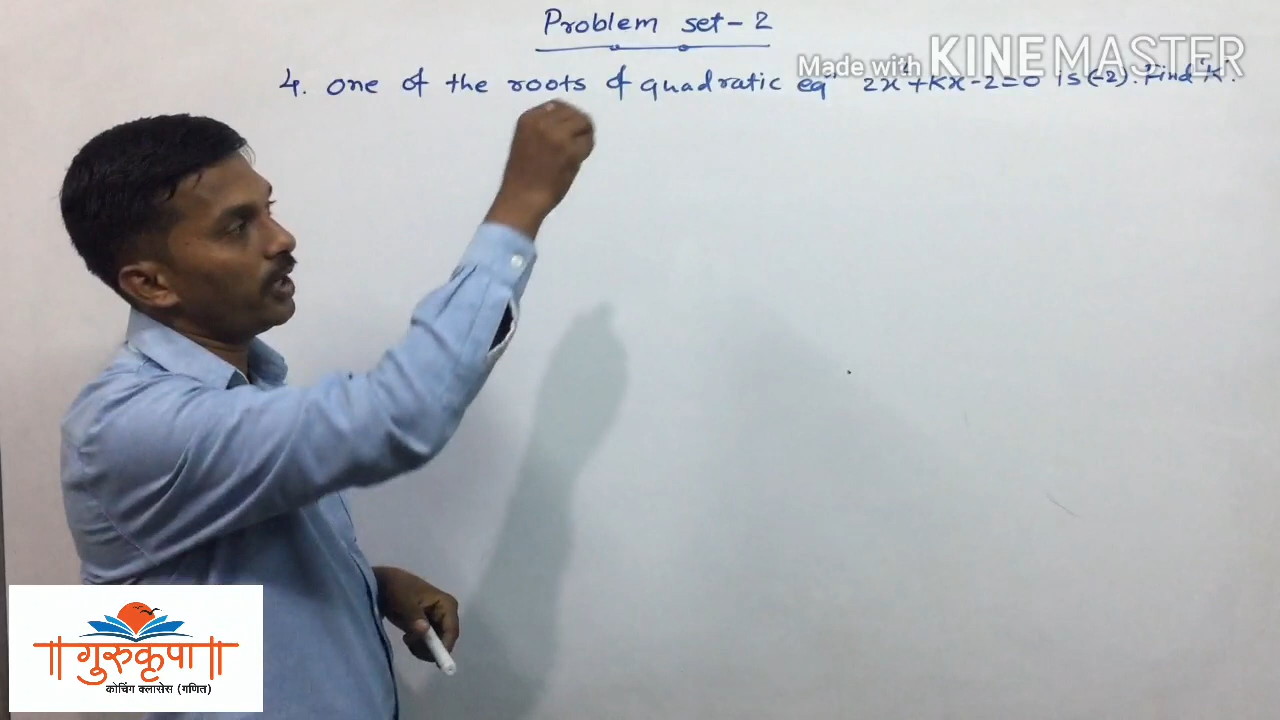 Problem set - 2
Made with KINEMASTER
4. one of the roots of quadratic eqⁿ 2x²+Kx-2=0 is (-2). Find "K".
|| गुरुकृपा ||
कोचिंग क्लासेस (गणित)